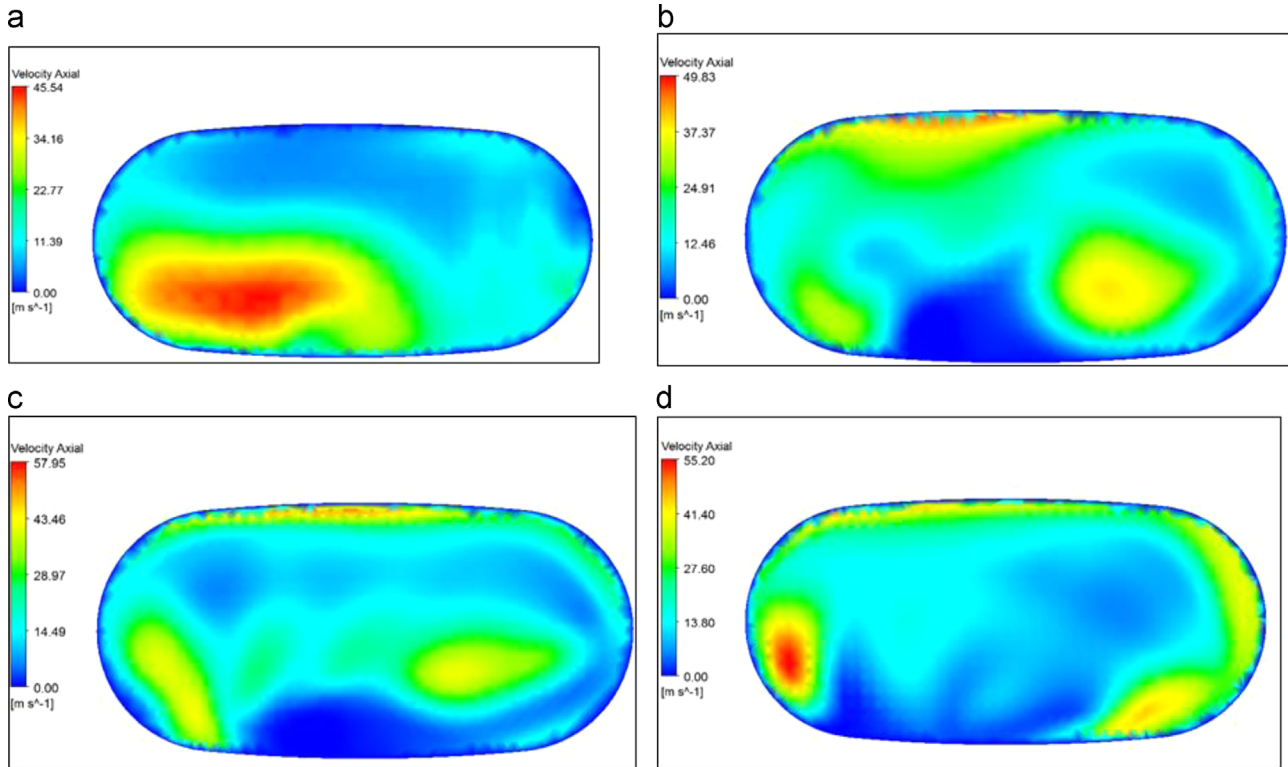 a
Velocity Axial
45.54
34.16
22.77
11.39
0.00
[m s^-1]
b
Velocity Axial
49.83
37.37
24.91
12.46
0.00
[m s^-1]
c
Velocity Axial
57.95
43.46
28.97
14.49
0.00
[m s^-1]
d
Velocity Axial
55.20
41.40
27.60
13.80
0.00
[m s^-1]